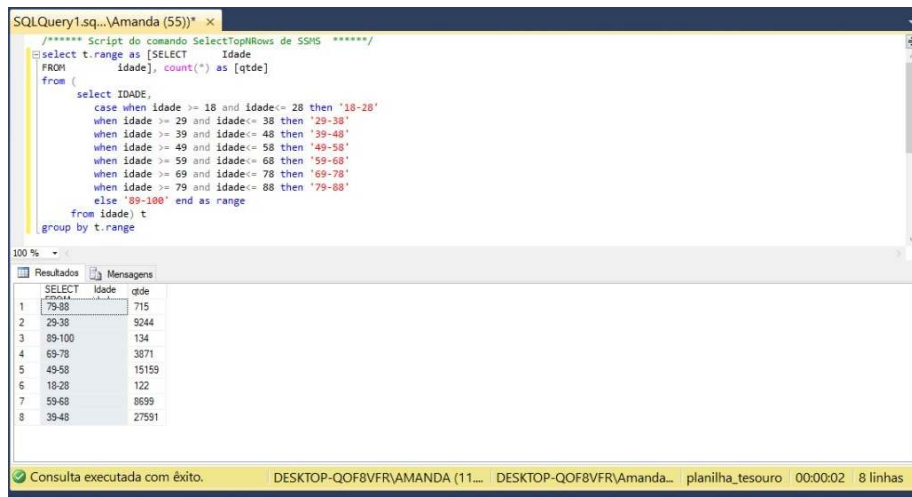 SQLQuery1.sq...\Amanda (55))* ×
/****** Script do comando SelectTopNRows de SSMS ******/
select t.range as [SELECT Idade
FROM idade], count(*) as [qtde]
from (
select IDADE,
case when idade >= 18 and idade<= 28 then '18-28'
when idade >= 29 and idade<= 38 then '29-38'
when idade >= 39 and idade<= 48 then '39-48'
when idade >= 49 and idade<= 58 then '49-58'
when idade >= 59 and idade<= 68 then '59-68'
when idade >= 69 and idade<= 78 then '69-78'
when idade >= 79 and idade<= 88 then '79-88'
else '89-100' end as range
from idade) t
group by t.range
100 %
Resultados Mensagens
SELECT Idade qtde
1 79-88 715
2 29-38 9244
3 89-100 134
4 69-78 3871
5 49-58 15159
6 18-28 122
7 59-68 8699
8 39-48 27591
Consulta executada com êxito. DESKTOP-QOF8VFR\AMANDA (11.... DESKTOP-QOF8VFR\Amanda... planilha_tesouro 00:00:02 8 linhas